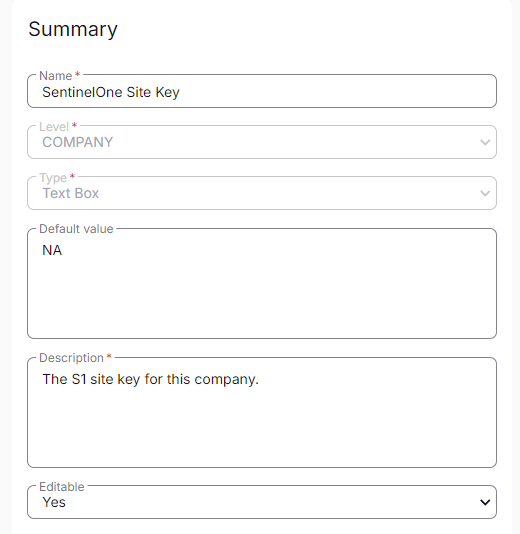 Summary
Name *
SentinelOne Site Key
Level *
COMPANY
Type *
Text Box
Default value
NA
Description *
The S1 site key for this company.
Editable
Yes